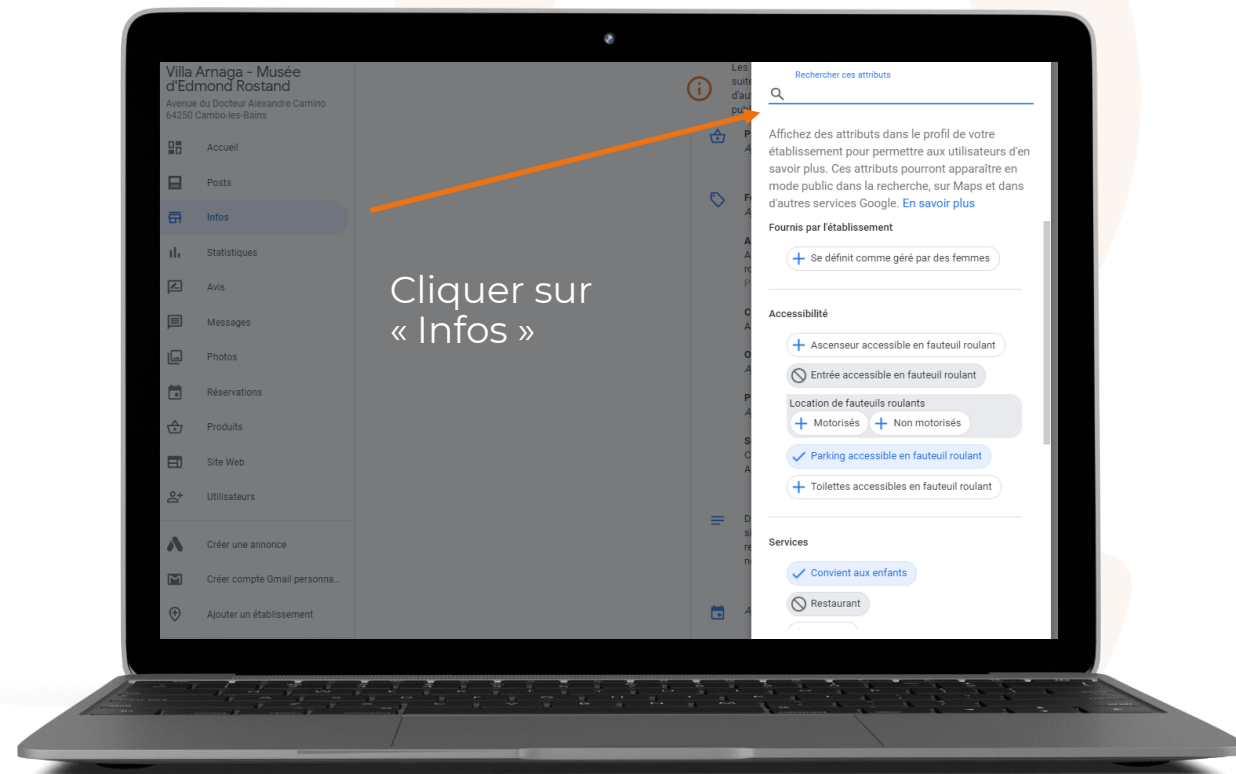 Villa Arnaga - Musée
d'Edmond Rostand
Avenue du Docteur Alexandre Camino
64250 Cambo-les-Bains
Accueil
Posts
Infos
Statistiques
Avis
Messages
Photos
Réservations
Produits
Site Web
Utilisateurs
Créer une annonce
Créer compte Gmail personna...
Ajouter un établissement
Cliquer sur
« Infos »
Les
suite
d'au
Rechercher ces attributs
Affichez des attributs dans le profil de votre
établissement pour permettre aux utilisateurs d'en
savoir plus. Ces attributs pourront apparaître en
mode public dans la recherche, sur Maps et dans
d'autres services Google. En savoir plus
Fournis par l'établissement
Se définit comme géré par des femmes
Accessibilité
Ascenseur accessible en fauteuil roulant
Entrée accessible en fauteuil roulant
Location de fauteuils roulants
Motorisés Non motorisés
Parking accessible en fauteuil roulant
Toilettes accessibles en fauteuil roulant
Services
Convient aux enfants
Restaurant